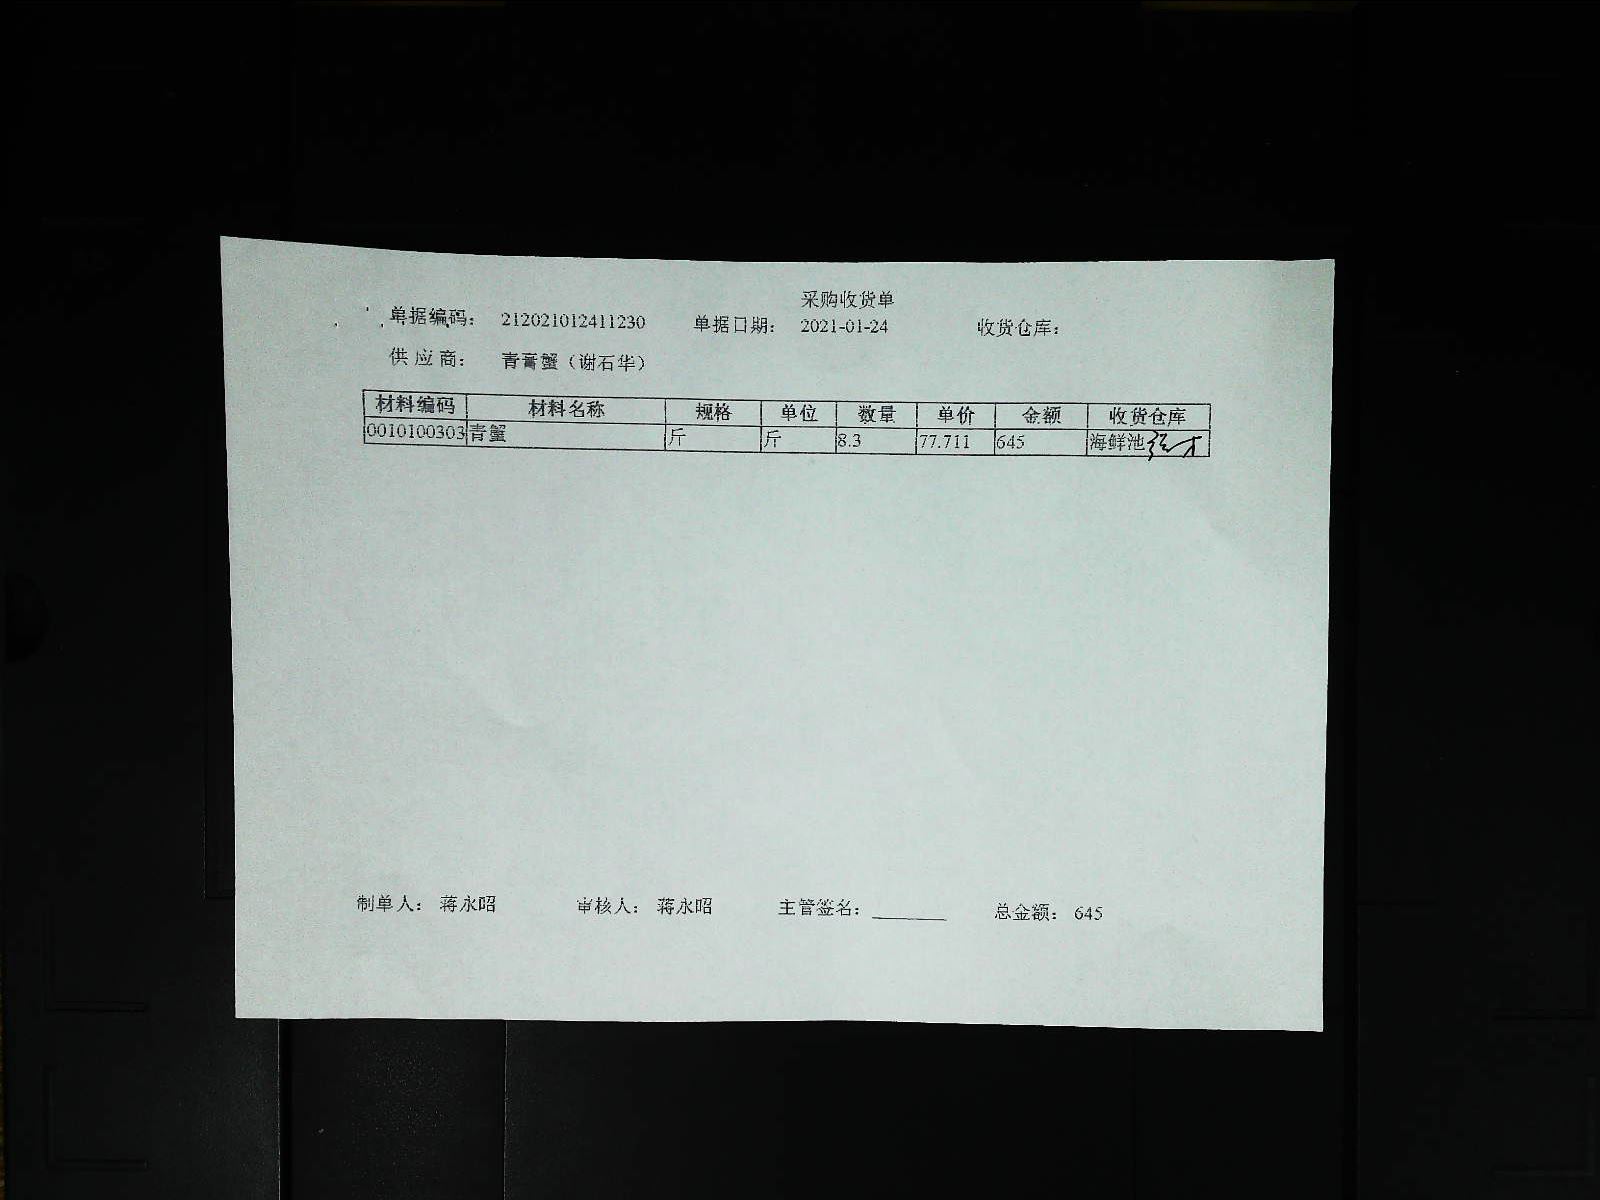 采购收货单
单据编码： 212021012411230 单据日期： 2021-01-24 收货仓库：
供应商： 青膏蟹（谢石华）
材料编码 材料名称 规格 单位 数量 单价 金额 收货仓库
0010100303 青蟹 斤 斤 8.3 77.711 645 海鲜池
制单人： 蒋永昭 审核人： 蒋永昭 主管签名： 总金额： 645